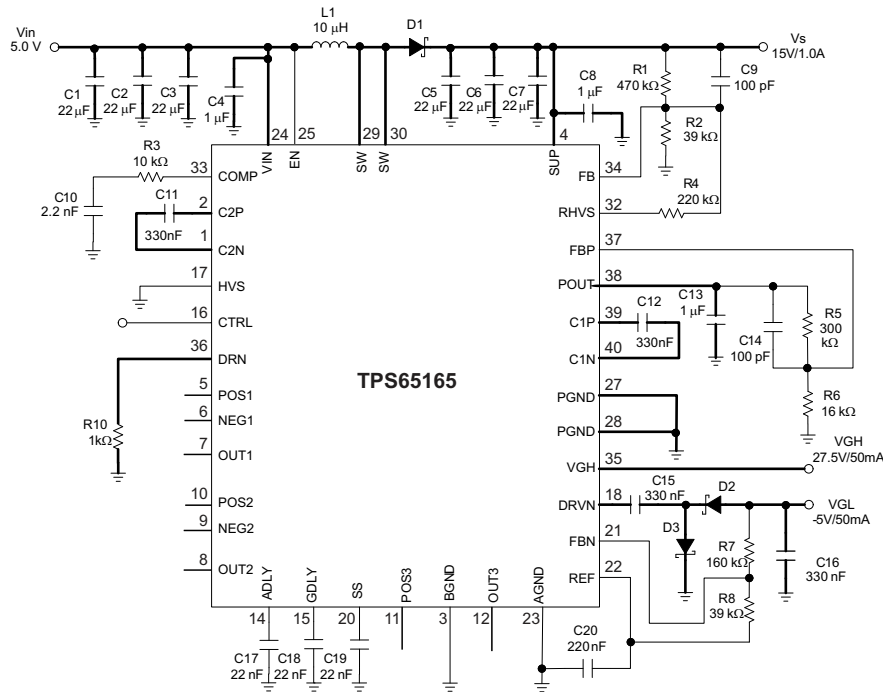 Vin
5.0 V
L1
10 µH
D1
Vs
15V/1.0A
C1
22 µF
C2
22 µF
C3
22 µF
C4
1 µF
C5
22 µF
C6
22 µF
C7
22 µF
C8
1 µF
R1
470 kΩ
C9
100 pF
R2
39 kΩ
R3
10 kΩ
R4
220 kΩ
24
25
29
30
4
VIN
EN
SW
SW
SUP
33
COMP
C10
2.2 nF
C11
330nF
2
C2P
1
C2N
17
HVS
16
CTRL
36
DRN
R10
1kΩ
5
POS1
6
NEG1
7
OUT1
10
POS2
9
NEG2
8
OUT2
TPS65165
34
FB
32
RHVS
37
FBP
38
POUT
39
C1P
40
C1N
27
PGND
28
PGND
35
VGH
18
DRVN
21
FBN
22
REF
C12
330nF
C13
1 µF
C14
100 pF
R5
300
kΩ
R6
16 kΩ
VGH
27.5V/50mA
C15
330 nF
D2
VGL
-5V/50mA
D3
R7
160 kΩ
C16
330 nF
R8
39 kΩ
C20
220nF
ADLY
GDLY
SS
POS3
BGND
OUT3
AGND
14
15
20
11
3
12
23
C17
22 nF
C18
22 nF
C19
22 nF